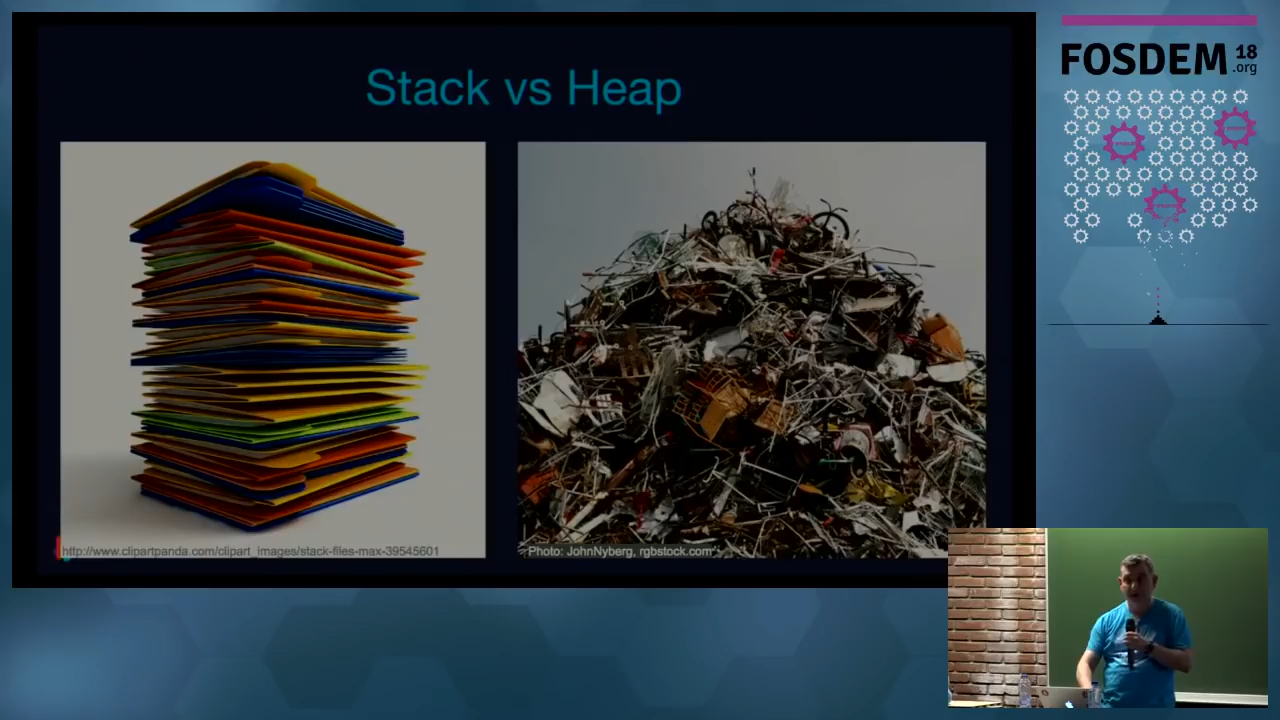 Stack vs Heap
http://www.clipartpanda.com/clipart_images/stack-files-max-39545601
Photo: JohnNyberg, rgbstock.com
FOSDEM 18
.org